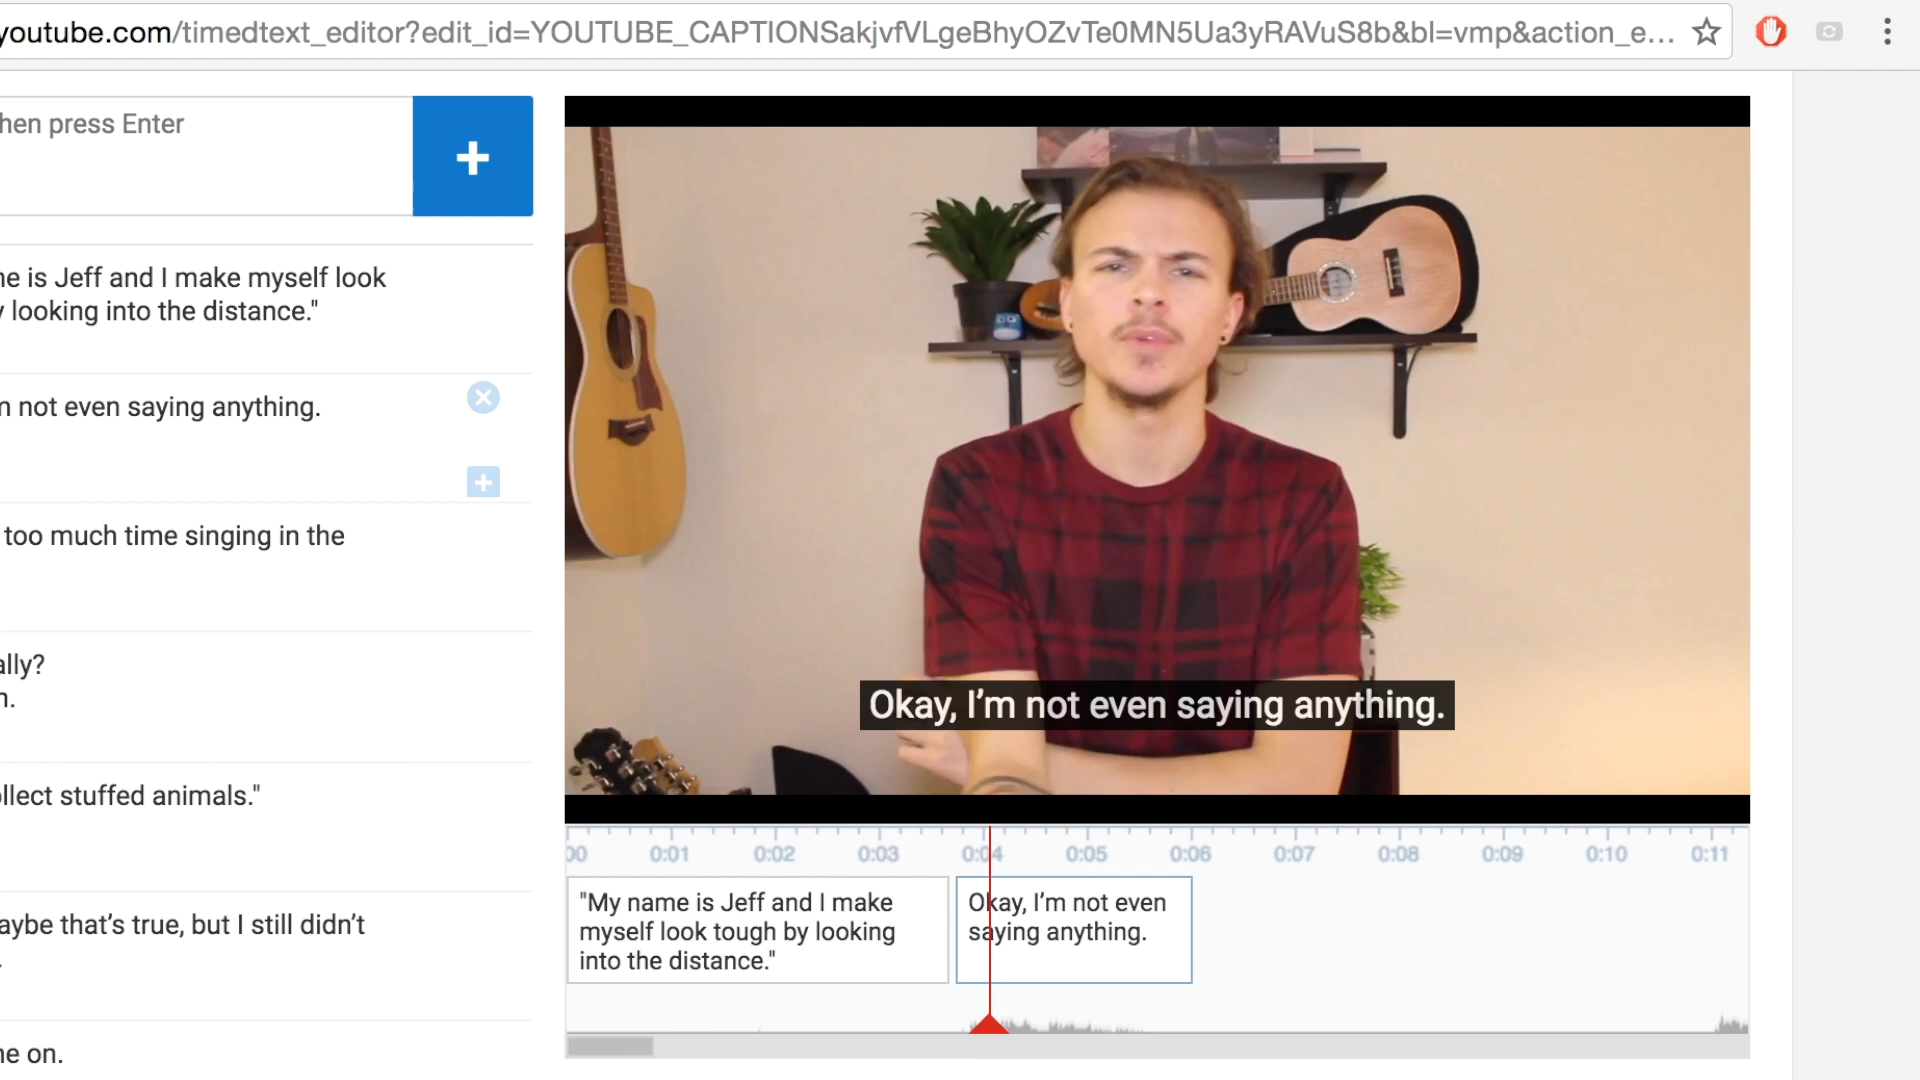 youtube.com/timedtext_editor?edit_id=YOUTUBE_CAPTIONSakjvfVLgeBhyOZvTe0MN5Ua3yRAVuS8b&bl=vmp&action_e...
hen press Enter
ne is Jeff and I make myself look
y looking into the distance."
m not even saying anything.
too much time singing in the
ally?
n.
ollect stuffed animals."
aybe that’s true, but I still didn’t
ne on.
Okay, I’m not even saying anything.
00 0:01 0:02 0:03 0:04 0:05 0:06 0:07 0:08 0:09 0:10 0:11
"My name is Jeff and I make
myself look tough by looking
into the distance."
Okay, I’m not even
saying anything.